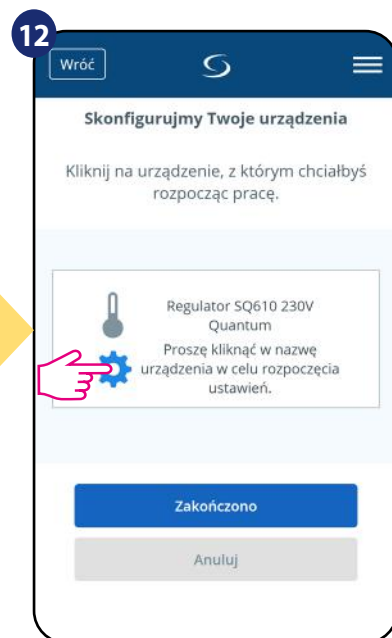 12
Wróć
Skonfigurujmy Twoje urządzenia
Kliknij na urządzenie, z którym chciałbyś
rozpocząc pracę.
Regulator SQ610 230V
Quantum
Proszę kliknąć w nazwę
urządzenia w celu rozpoczęcia
ustawień.
Zakończono
Anuluj